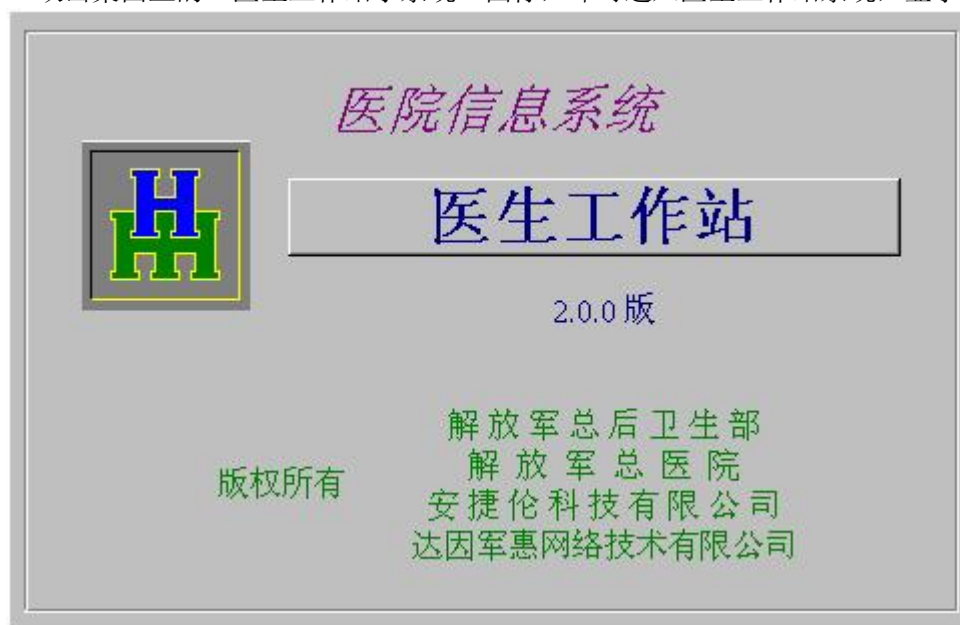 医院信息系统
HHH
医生工作站
2.0.0 版
版权所有
解放军总后卫生部
解放军总医院
安捷伦科技有限公司
达因军惠网络技术有限公司